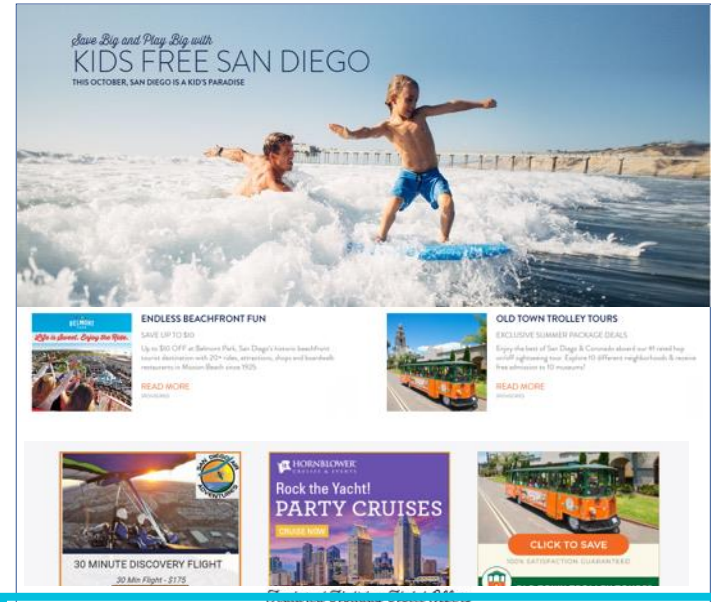 Save Big and Play Big with
KIDS FREE SAN DIEGO
THIS OCTOBER, SAN DIEGO IS A KID'S PARADISE
BELMONT
PARK
Life is Sweet. Enjoy the Ride.
ENDLESS BEACHFRONT FUN
SAVE UP TO $10
Up to $10 OFF at Belmont Park, San Diego's historic beachfront
tourist destination with 20+ rides, attractions, shops and boardwalk
restaurants in Mission Beach since 1925
READ MORE
SPONSORED
OLD TOWN TROLLEY TOURS
EXCLUSIVE SUMMER PACKAGE DEALS
Enjoy the best of San Diego & Coronado aboard our #1 rated hop
on/off sightseeing tour. Explore 10 different neighborhoods & receive
free admission to 10 museums!
READ MORE
SPONSORED
SAN DIEGO AIR
ADVENTURES
30 MINUTE DISCOVERY FLIGHT
30 Min Flight - $175
HORNBLOWER
CRUISES & EVENTS
Rock the Yacht!
PARTY CRUISES
CRUISE NOW
CLICK TO SAVE
100% SATISFACTION GUARANTEED